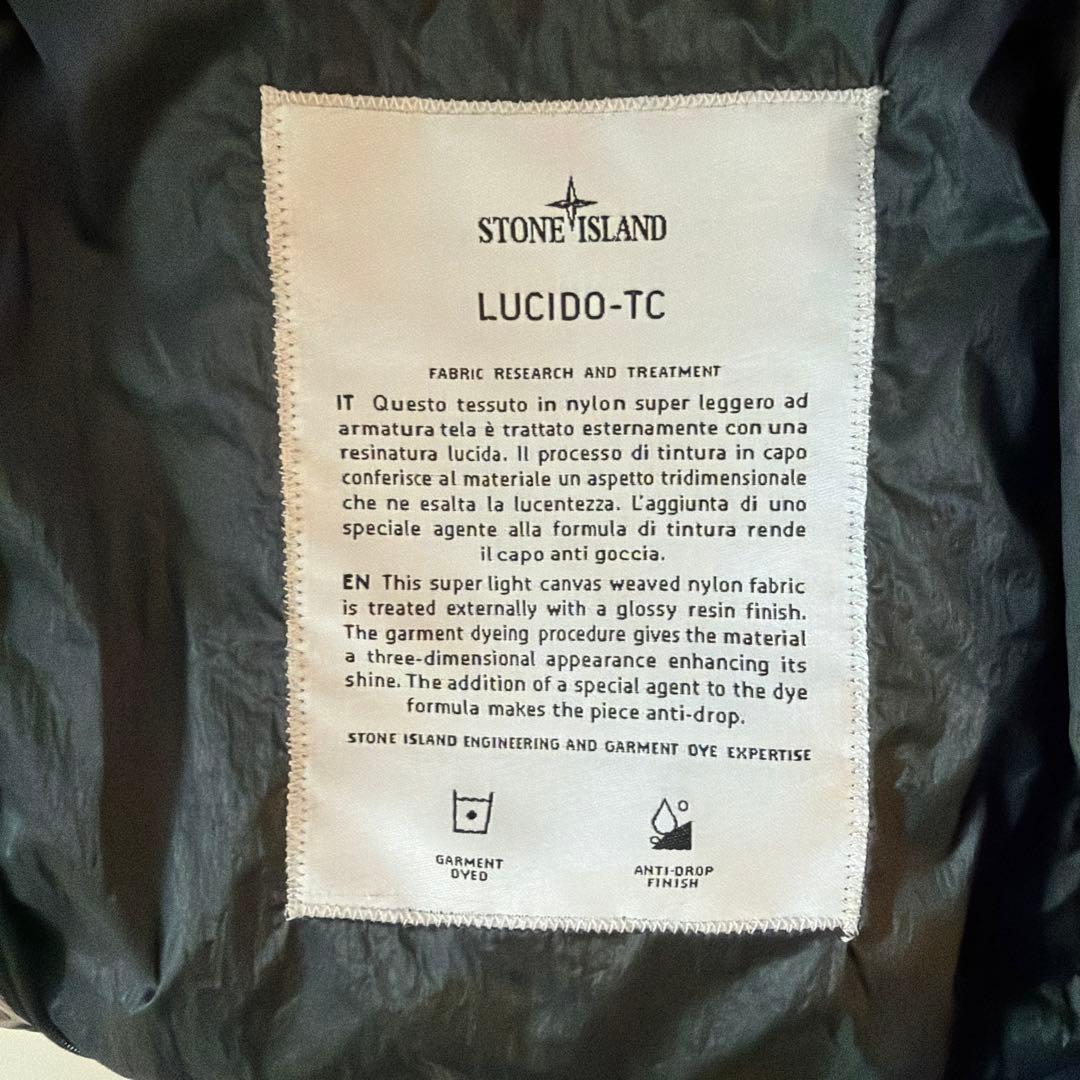 STONE ISLAND
LUCIDO-TC
FABRIC RESEARCH AND TREATMENT
IT Questo tessuto in nylon super leggero ad
armatura tela è trattato esternamente con una
resinatura lucida. Il processo di tintura in capo
conferisce al materiale un aspetto tridimensionale
che ne esalta la lucentezza. L'aggiunta di uno
speciale agente alla formula di tintura rende
il capo anti goccia.
EN This super light canvas weaved nylon fabric
is treated externally with a glossy resin finish.
The garment dyeing procedure gives the material
a three-dimensional appearance enhancing its
shine. The addition of a special agent to the dye
formula makes the piece anti-drop.
STONE ISLAND ENGINEERING AND GARMENT DYE EXPERTISE
GARMENT
DYED
ANTI-DROP
FINISH